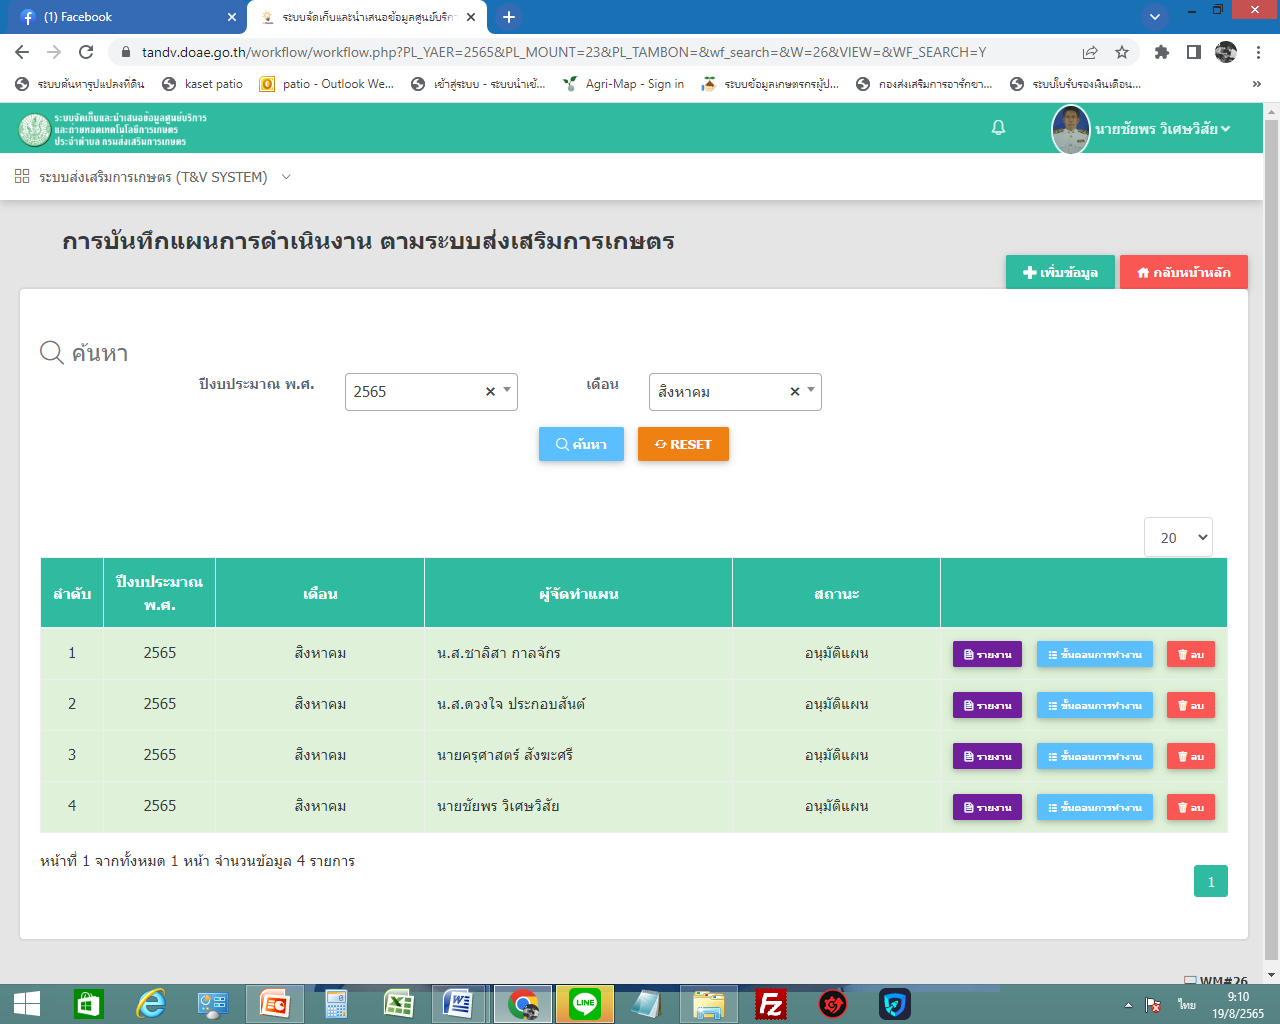 (1) Facebook
ระบบจัดเก็บและนำเสนอข้อมูลศูนย์บริก
tandv.doae.go.th/workflow/workflow.php?PL_YAER=2565&PL_MOUNT=23&PL_TAMBON=&wf_search=&W=26&VIEW=&WF_SEARCH=Y
ระบบค้นหารูปแปลงที่ดิน
kaset patio
patio - Outlook We...
เข้าสู่ระบบ - ระบบนำเข้...
Agri-Map - Sign in
ระบบข้อมูลเกษตรกรผู้ป...
กองส่งเสริมการอารักขา...
ระบบใบรับรองเงินเดือน...
ระบบจัดเก็บและนำเสนอข้อมูลศูนย์บริการ
และถ่ายทอดเทคโนโลยีการเกษตร
ประจำตำบล กรมส่งเสริมการเกษตร
นายชัยพร วิเศษวิสัย
ระบบส่งเสริมการเกษตร (T&V SYSTEM)
การบันทึกแผนการดำเนินงาน ตามระบบส่งเสริมการเกษตร
เพิ่มข้อมูล
กลับหน้าหลัก
ค้นหา
ปีงบประมาณ พ.ศ. 2565 × เดือน สิงหาคม ×
ค้นหา
RESET
20
ลำดับ ปีงบประมาณ พ.ศ. เดือน ผู้จัดทำแผน สถานะ
1 2565 สิงหาคม น.ส.ชาลิสา กาลจักร อนุมัติแผน รายงาน ขั้นตอนการทำงาน ลบ
2 2565 สิงหาคม น.ส.ดวงใจ ประกอบสันต์ อนุมัติแผน รายงาน ขั้นตอนการทำงาน ลบ
3 2565 สิงหาคม นายครุศาสตร์ สังฆะศรี อนุมัติแผน รายงาน ขั้นตอนการทำงาน ลบ
4 2565 สิงหาคม นายชัยพร วิเศษวิสัย อนุมัติแผน รายงาน ขั้นตอนการทำงาน ลบ
หน้าที่ 1 จากทั้งหมด 1 หน้า จำนวนข้อมูล 4 รายการ
1
WM#26
LINE
ไทย
9:10
19/8/2565